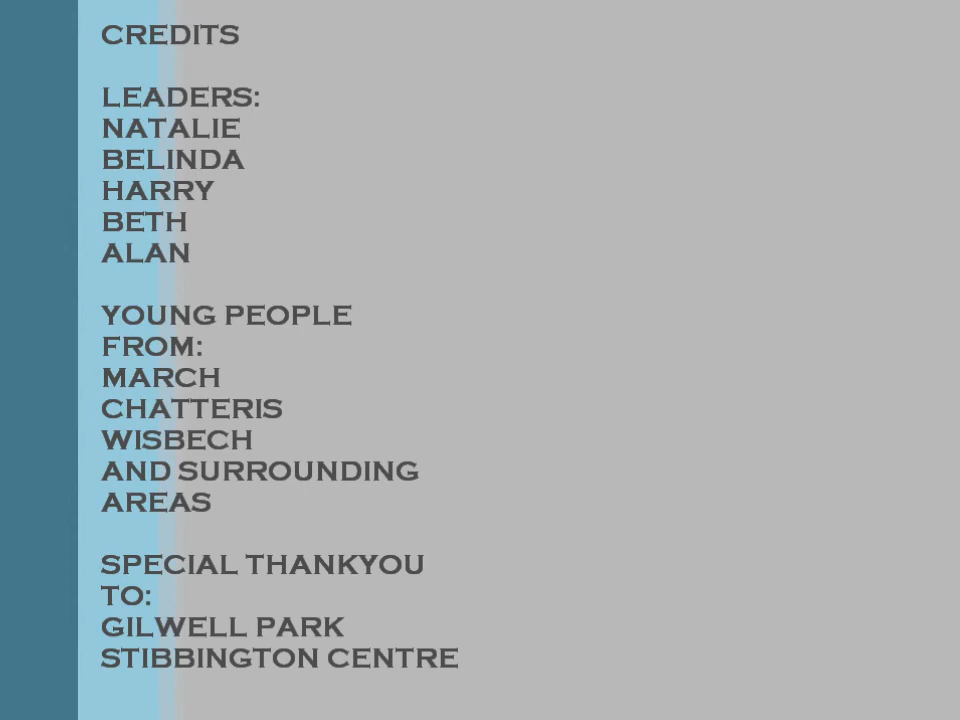 CREDITS
LEADERS:
NATALIE
BELINDA
HARRY
BETH
ALAN
YOUNG PEOPLE
FROM:
MARCH
CHATTERIS
WISBECH
AND SURROUNDING
AREAS
SPECIAL THANKYOU
TO:
GILWELL PARK
STIBBINGTON CENTRE